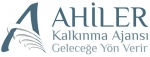 AHİLER
Kalkınma Ajansı
Geleceğe Yön Verir